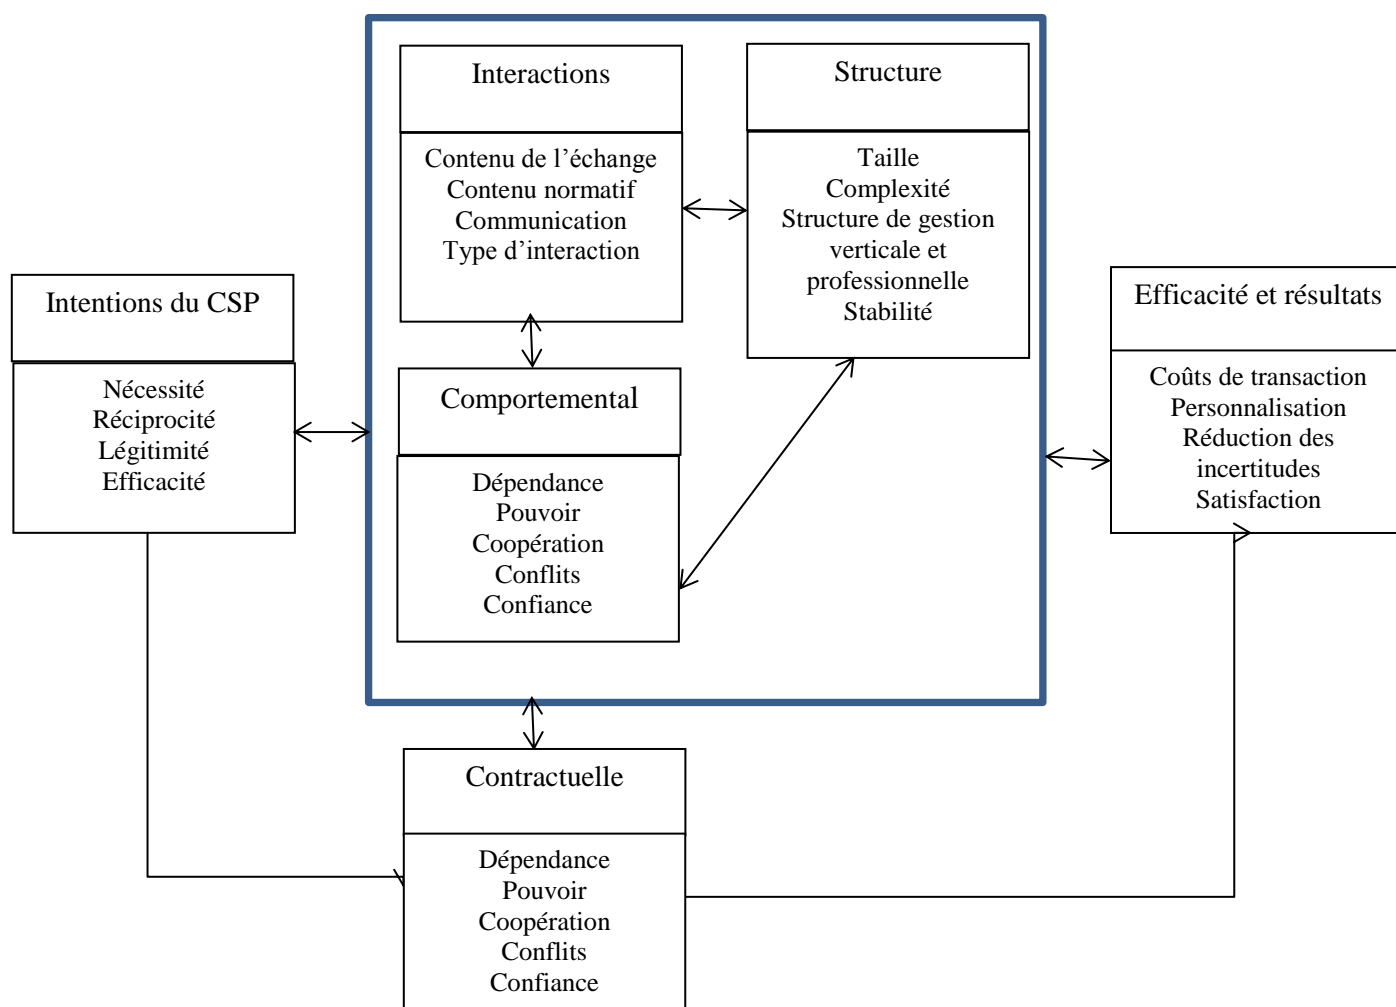 Interactions
Contenu de l’échange
Contenu normatif
Communication
Type d’interaction
Structure
Taille
Complexité
Structure de gestion
verticale et
professionnelle
Stabilité
Intentions du CSP
Nécessité
Réciprocité
Légitimité
Efficacité
Comportemental
Dépendance
Pouvoir
Coopération
Conflits
Confiance
Efficacité et résultats
Coûts de transaction
Personnalisation
Réduction des
incertitudes
Satisfaction
Contractuelle
Dépendance
Pouvoir
Coopération
Conflits
Confiance